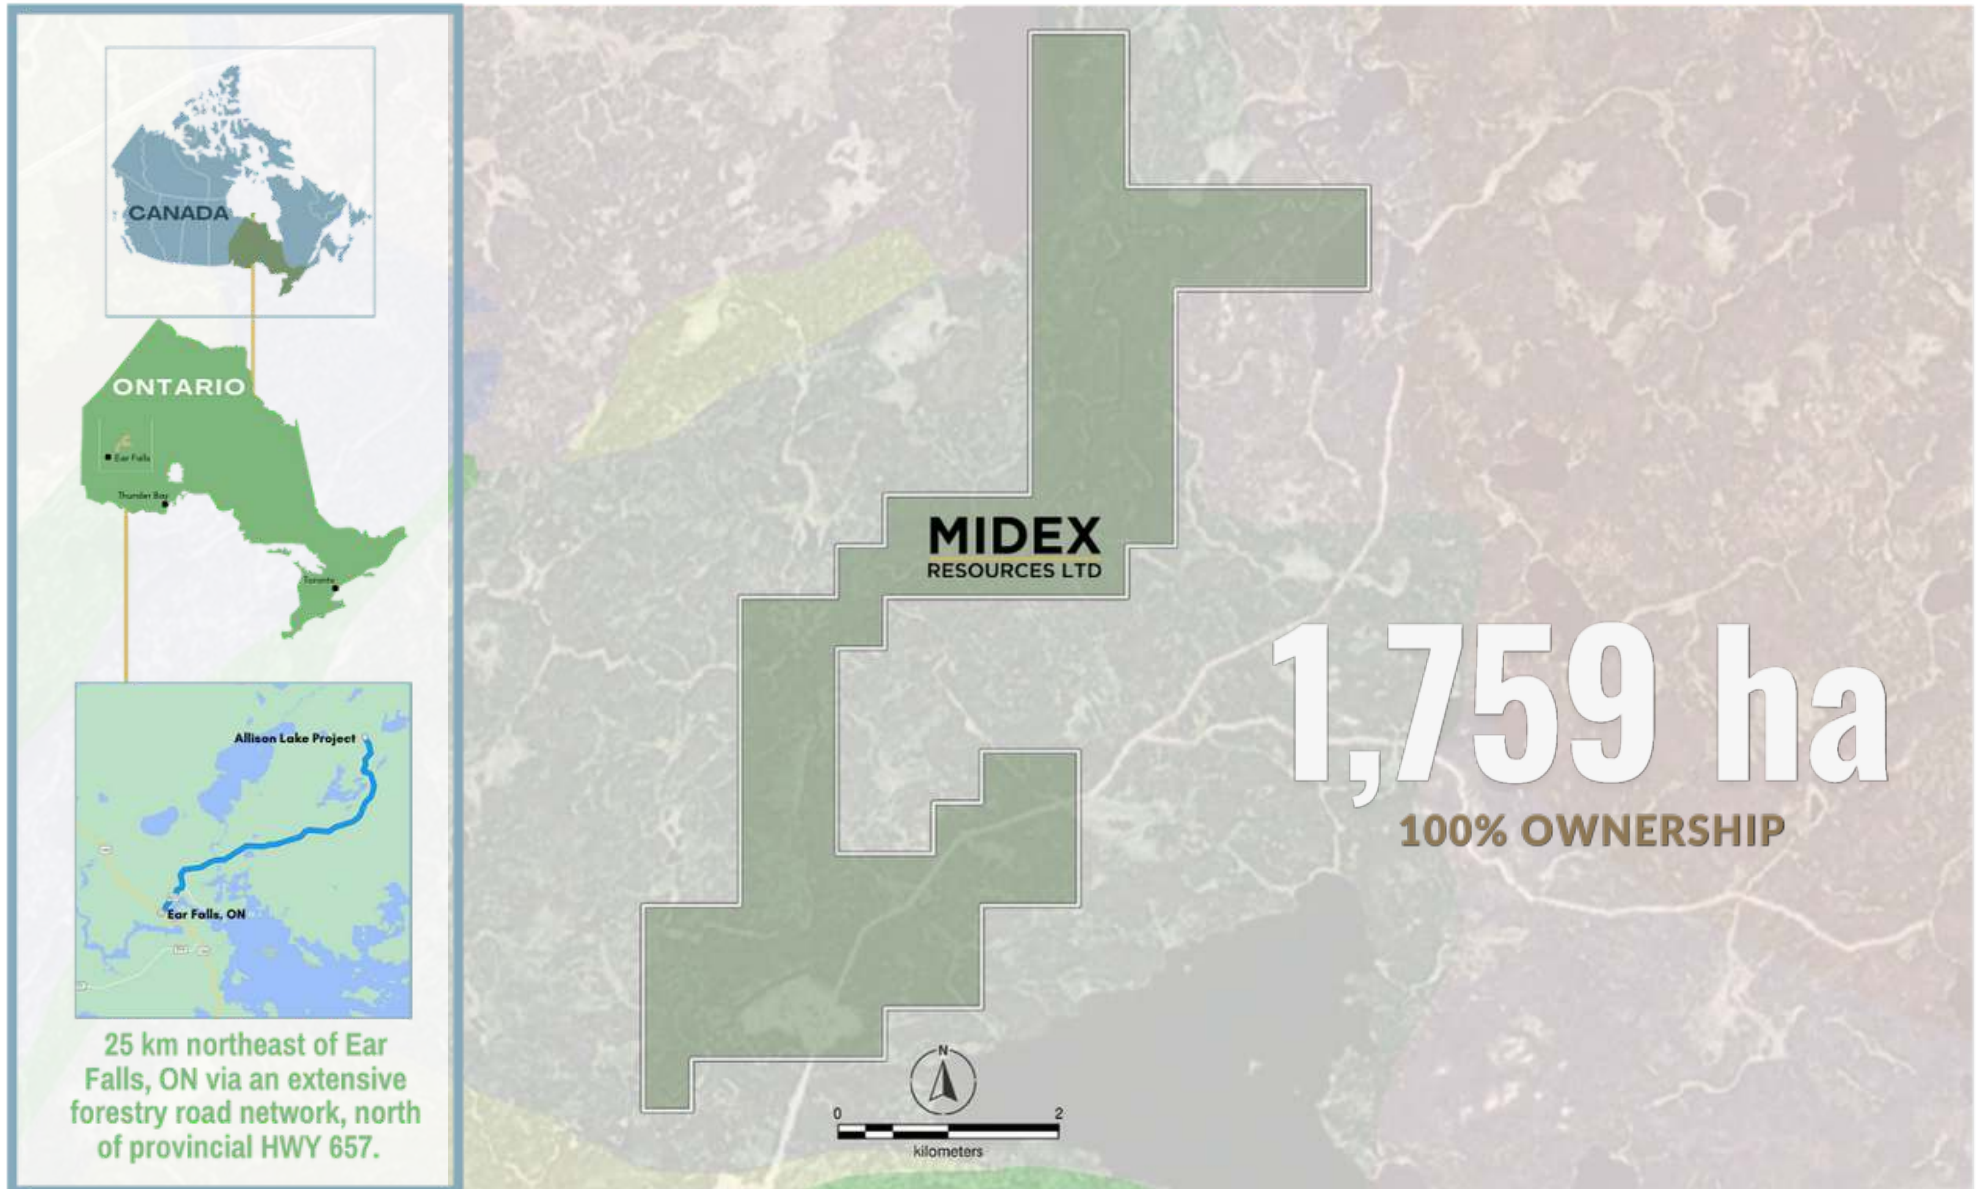 CANADA
ONTARIO
Ear Falls
Thunder Bay
Toronto
Allison Lake Project
Ear Falls, ON
25 km northeast of Ear
Falls, ON via an extensive
forestry road network, north
of provincial HWY 657.
MIDEX
RESOURCES LTD
1,759 ha
100% OWNERSHIP
N
0 2
kilometers